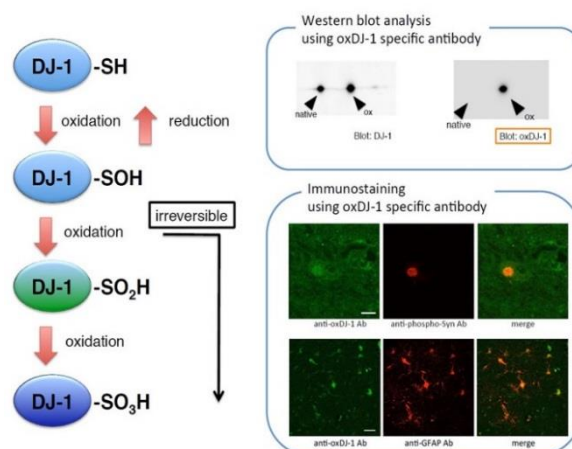 DJ-1 -SH
oxidation
reduction
DJ-1 -SOH
oxidation
irreversible
DJ-1 -SO₂H
oxidation
DJ-1 -SO₃H
Western blot analysis
using oxDJ-1 specific antibody
native
ox
Blot: DJ-1
native
ox
Blot: oxDJ-1
Immunostaining
using oxDJ-1 specific antibody
anti-oxDJ-1 Ab
anti-phospho-Syn Ab
merge
anti-oxDJ-1 Ab
anti-GFAP Ab
merge